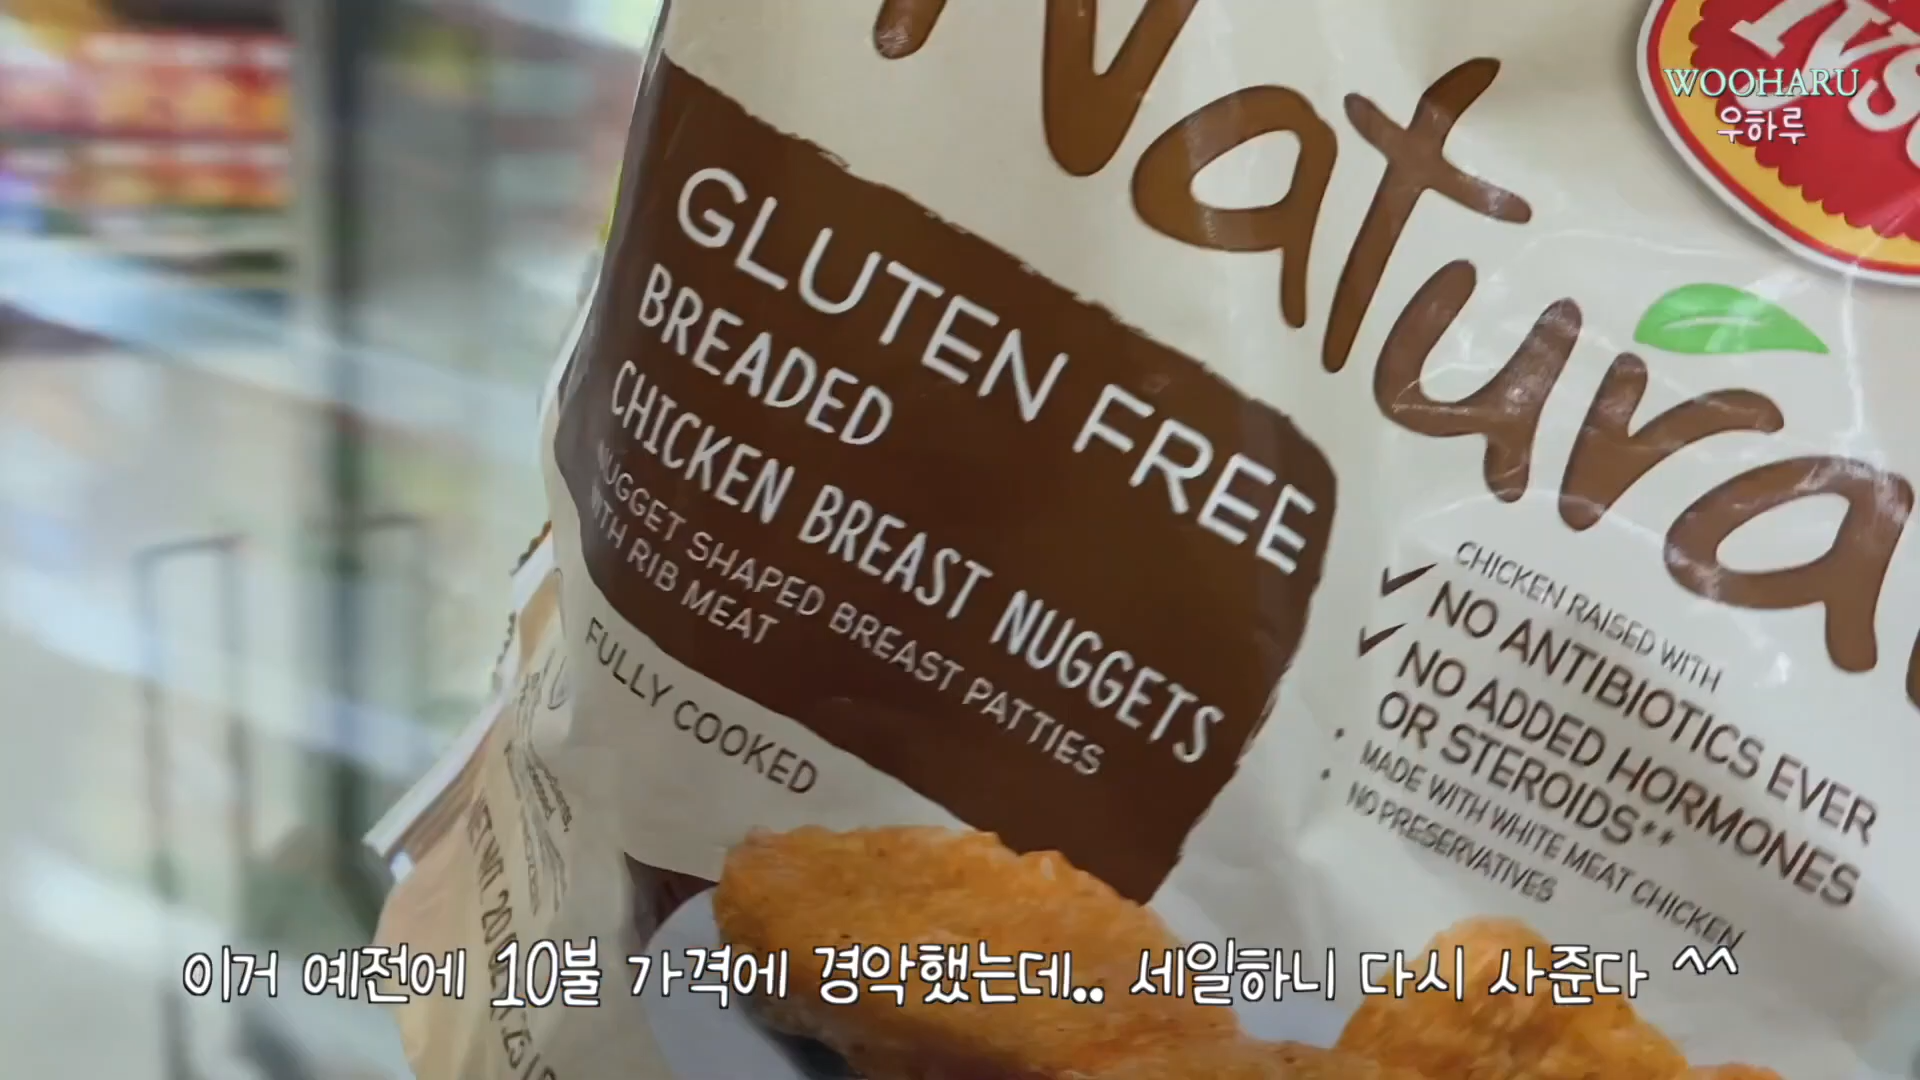 WOOHARU
우하루
GLUTEN FREE
BREADED
CHICKEN BREAST NUGGETS
NUGGET SHAPED BREAST PATTIES
WITH RIB MEAT
FULLY COOKED
CHICKEN RAISED WITH
NO ANTIBIOTICS EVER
NO ADDED HORMONES
OR STEROIDS**
MADE WITH WHITE MEAT CHICKEN
NO PRESERVATIVES
NET WT. 20
이거 예전에 10불 가격에 경악했는데.. 세일하니 다시 사준다 ^^